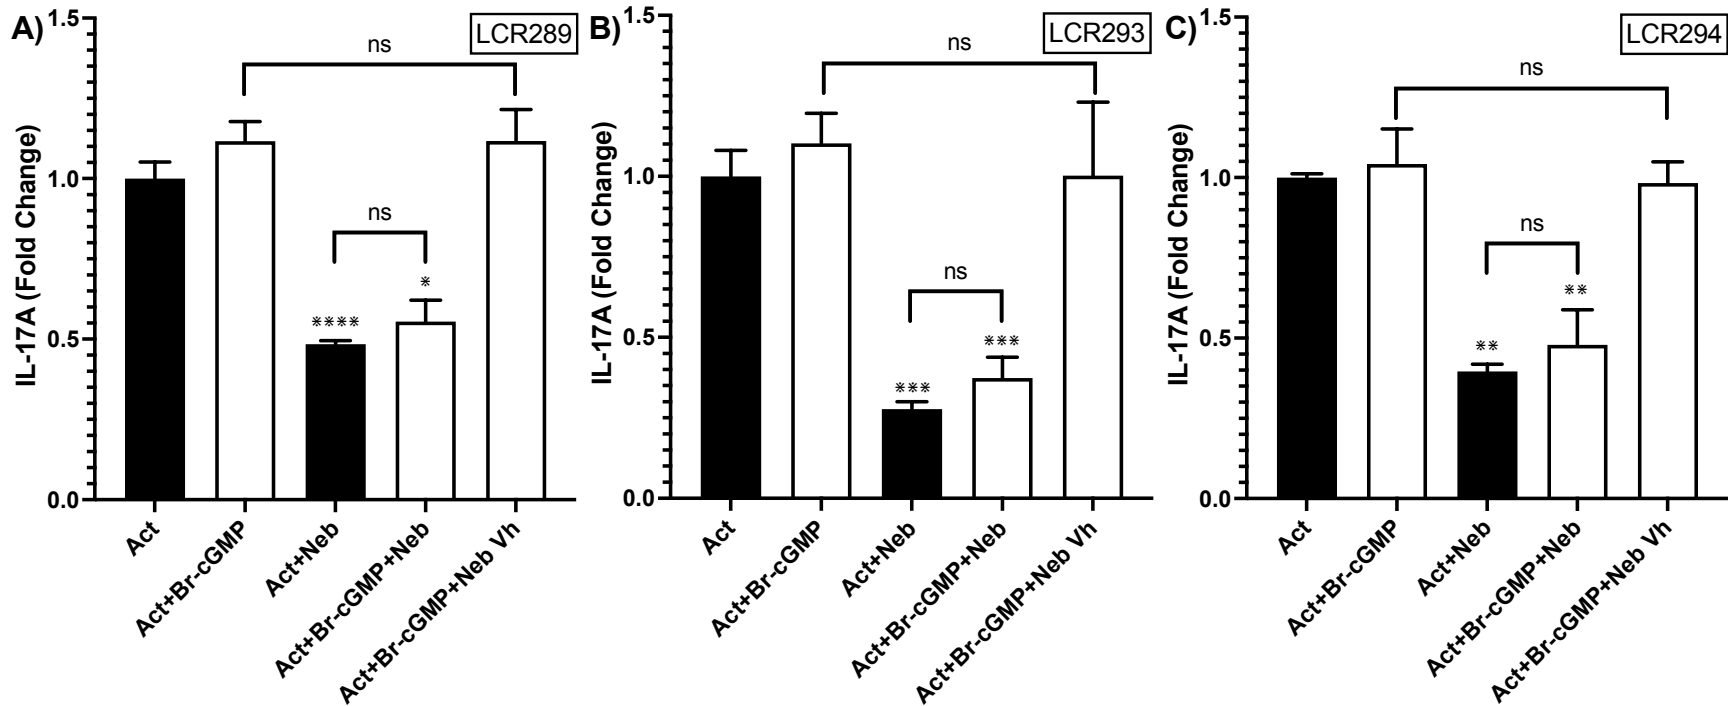 A)
LCR289
IL-17A (Fold Change)
1.5
1.0
0.5
0.0
ns
ns
****
*
Act
Act+Br-cGMP
Act+Neb
Act+Br-cGMP+Neb
Act+Br-cGMP+Neb Vh
B)
LCR293
IL-17A (Fold Change)
1.5
1.0
0.5
0.0
ns
ns
***
***
Act
Act+Br-cGMP
Act+Neb
Act+Br-cGMP+Neb
Act+Br-cGMP+Neb Vh
C)
LCR294
IL-17A (Fold Change)
1.5
1.0
0.5
0.0
ns
ns
**
**
Act
Act+Br-cGMP
Act+Neb
Act+Br-cGMP+Neb
Act+Br-cGMP+Neb Vh